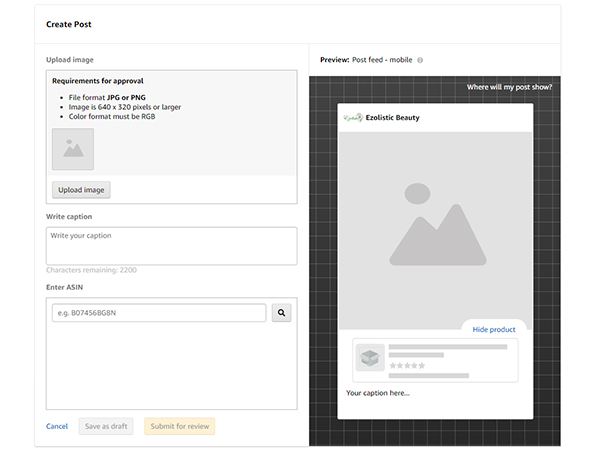 Create Post
Upload image
Requirements for approval
File format JPG or PNG
Image is 640 x 320 pixels or larger
Color format must be RGB
Upload image
Write caption
Write your caption
Characters remaining: 2200
Enter ASIN
e.g. B07456BG8N
Cancel
Save as draft
Submit for review
Preview: Post feed - mobile
Where will my post show?
Ezolistic Beauty
Hide product
Your caption here...